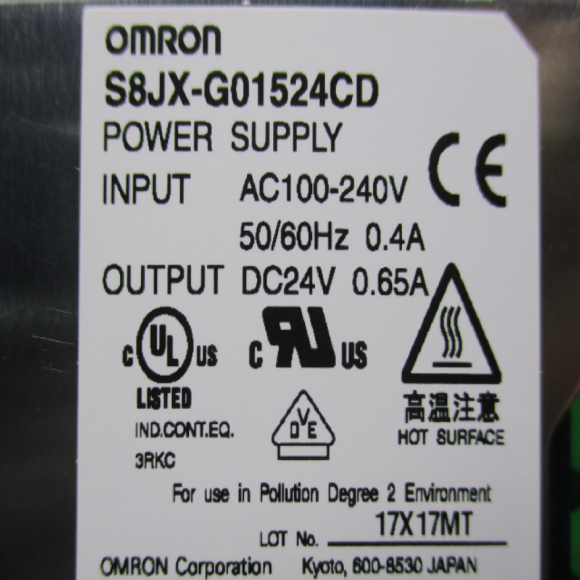 OMRON
S8JX-G01524CD
POWER SUPPLY
INPUT AC100-240V
50/60Hz 0.4A
CE
OUTPUT DC24V 0.65A
c UL US
LISTED
c RU US
IND.CONT.EQ.
3RKC
VDE
高温注意
HOT SURFACE
For use in Pollution Degree 2 Environment
LOT No. 17X17MT
OMRON Corporation Kyoto, 600-8530 JAPAN